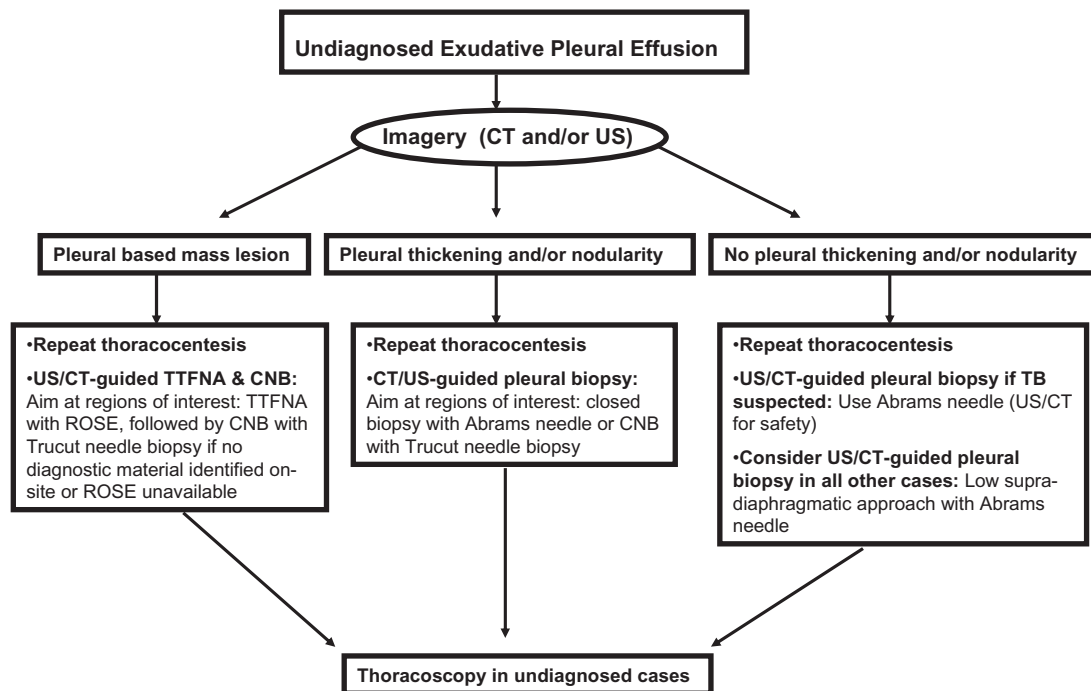 Undiagnosed Exudative Pleural Effusion
Imagery (CT and/or US)
Pleural based mass lesion
Pleural thickening and/or nodularity
No pleural thickening and/or nodularity
•Repeat thoracocentesis
•US/CT-guided TTFNA & CNB:
Aim at regions of interest: TTFNA
with ROSE, followed by CNB with
Trucut needle biopsy if no
diagnostic material identified on-
site or ROSE unavailable
•Repeat thoracocentesis
•CT/US-guided pleural biopsy:
Aim at regions of interest: closed
biopsy with Abrams needle or CNB
with Trucut needle biopsy
•Repeat thoracocentesis
•US/CT-guided pleural biopsy if TB
suspected: Use Abrams needle (US/CT
for safety)
•Consider US/CT-guided pleural
biopsy in all other cases: Low supra-
diaphragmatic approach with Abrams
needle
Thoracoscopy in undiagnosed cases